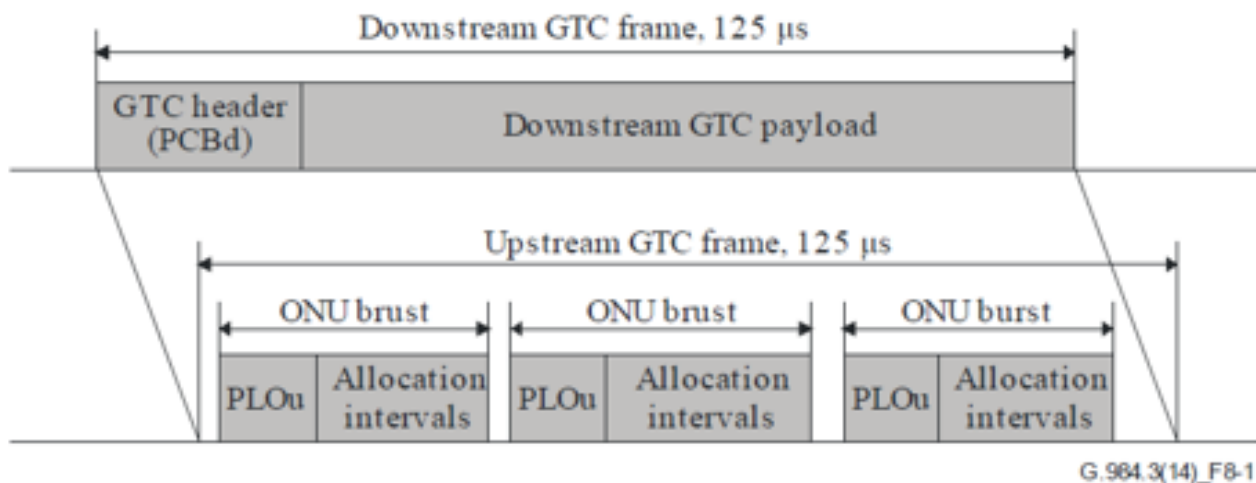 Downstream GTC frame, 125 μs
GTC header
(PCBd)
Downstream GTC payload
Upstream GTC frame, 125 μs
ONU brust
ONU brust
ONU burst
PLOu
Allocation
intervals
PLOu
Allocation
intervals
PLOu
Allocation
intervals
G.984.3(14)_F8-1